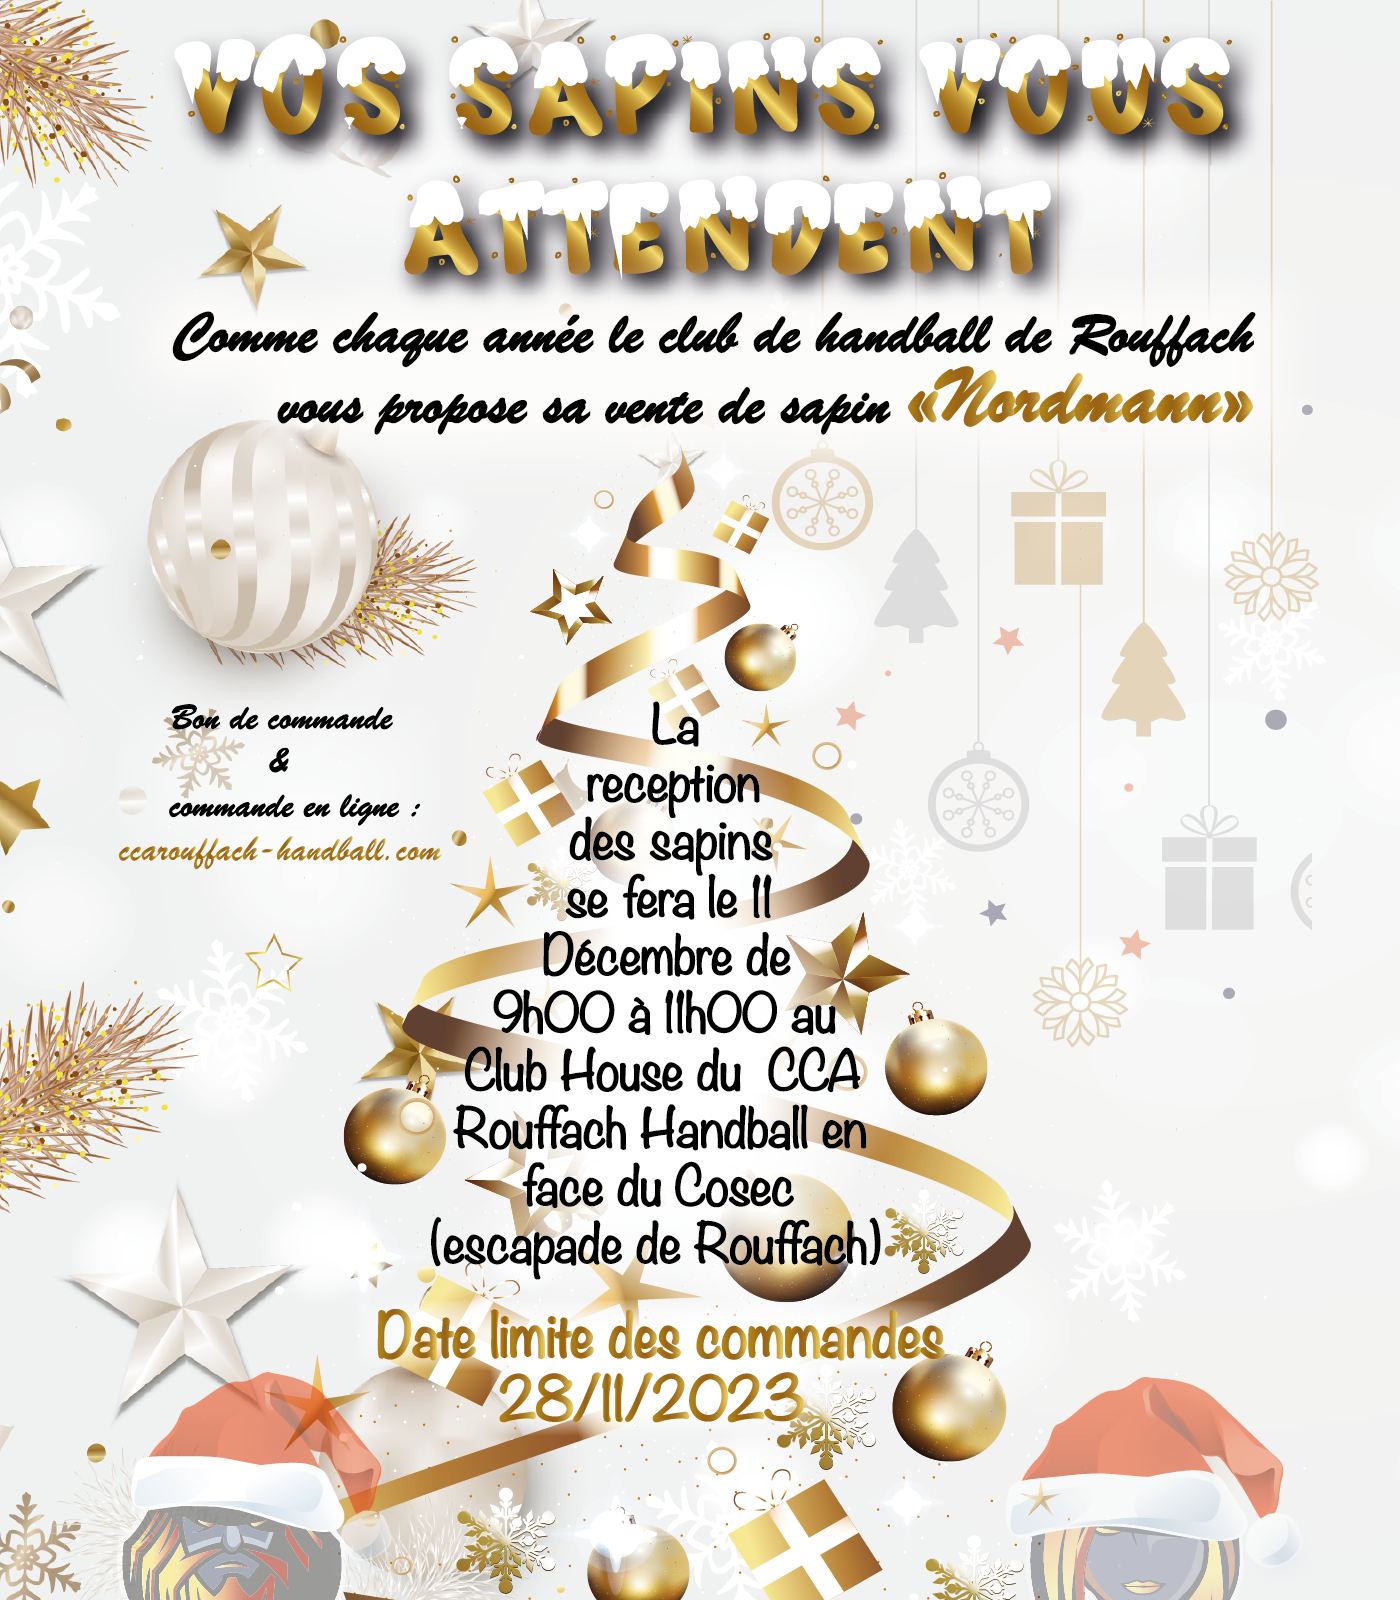 VOS SAPINS VOUS
ATTENDENT
Comme chaque année le club de handball de Rouffach
vous propose sa vente de sapin «Nordmann»
Bon de commande
&
commande en ligne :
ccarouffach-handball.com
La
reception
des sapins
se fera le 11
Décembre de
9h00 à 11h00 au
Club House du CCA
Rouffach Handball en
face du Cosec
(escapade de Rouffach)
Date limite des commandes
28/11/2023